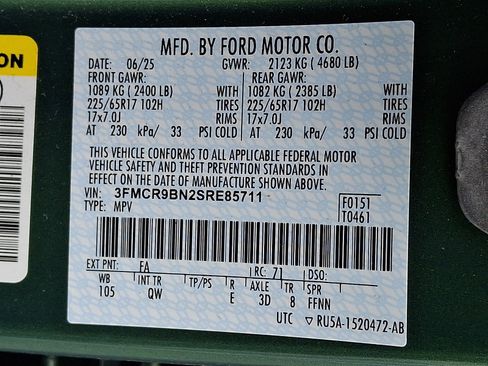 ON
MFD. BY FORD MOTOR CO.
DATE: 06/25 GVWR: 2123 KG ( 4680 LB)
FRONT GAWR: REAR GAWR:
1089 KG ( 2400 LB) WITH 1082 KG ( 2385 LB) WITH
225/65R17 102H TIRES 225/65R17 102H TIRES
17x7.0J RIMS 17x7.0J RIMS
AT 230 kPa/ 33 PSI COLD AT 230 kPa/ 33 PSI COLD
THIS VEHICLE CONFORMS TO ALL APPLICABLE FEDERAL MOTOR
VEHICLE SAFETY AND THEFT PREVENTION STANDARDS IN
EFFECT ON THE DATE OF MANUFACTURE SHOWN ABOVE.
VIN: 3FMCR9BN2SRE85711 F0151
TYPE: MPV T0461
EXT PNT: FA RC: 71 DSO:
WB INT TR TP/PS R AXLE TR SPR
105 QW E 3D 8 FFNN
UTC ▽ RU5A-1520472-AB